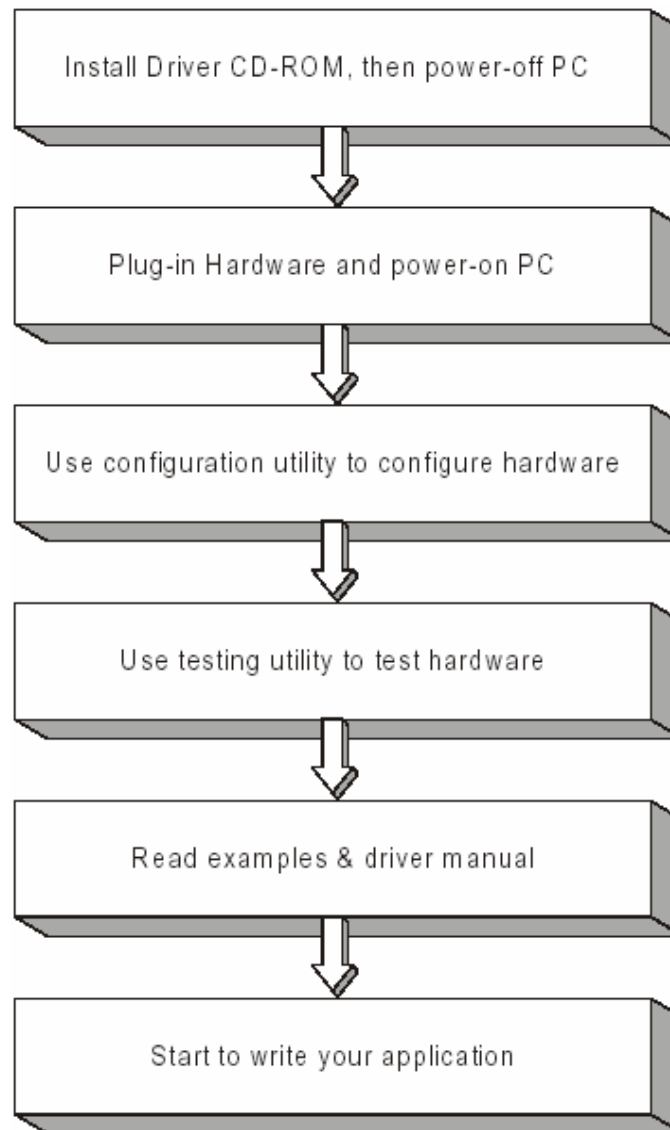 Install Driver CD-ROM, then power-off PC
Plug-in Hardware and power-on PC
Use configuration utility to configure hardware
Use testing utility to test hardware
Read examples & driver manual
Start to write your application